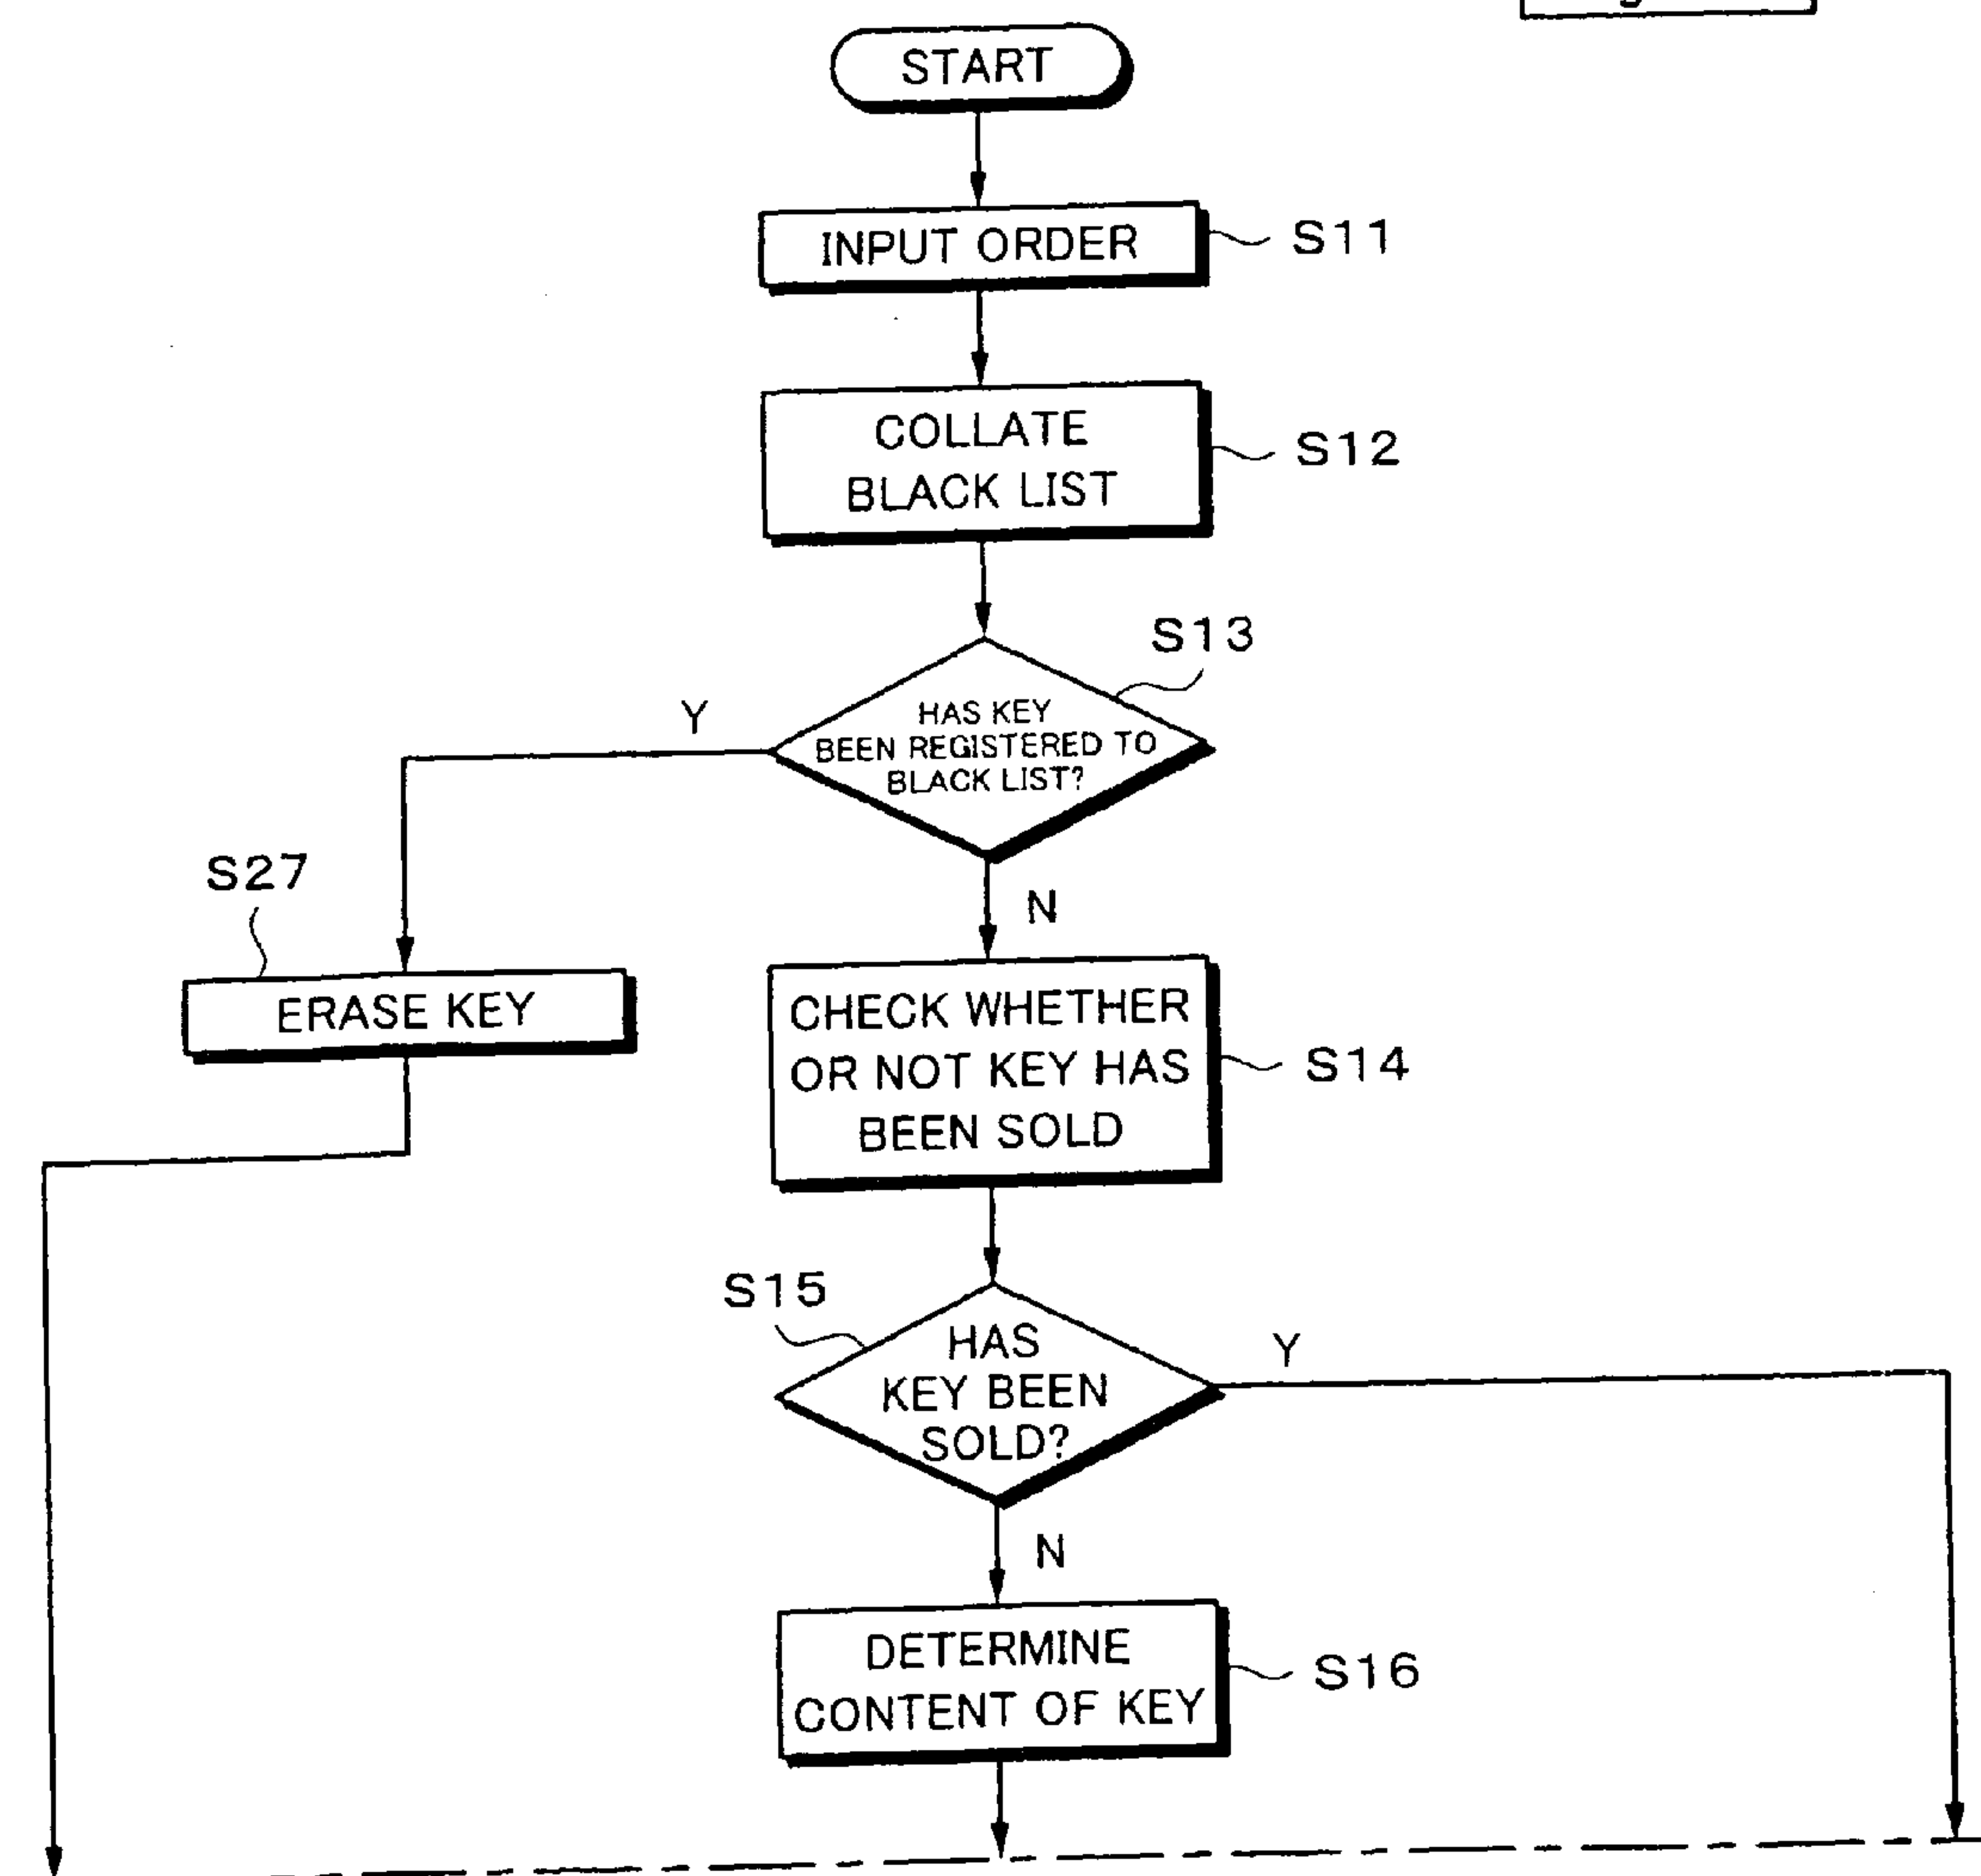 START
INPUT ORDER
S11
COLLATE
BLACK LIST
S12
S13
HAS KEY
BEEN REGISTERED TO
BLACK LIST?
Y
N
S27
ERASE KEY
CHECK WHETHER
OR NOT KEY HAS
BEEN SOLD
S14
S15
HAS
KEY BEEN
SOLD?
Y
N
DETERMINE
CONTENT OF KEY
S16